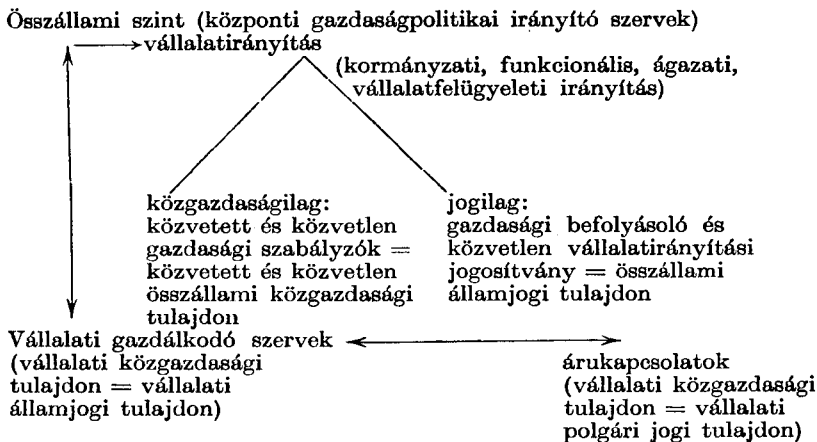 Összállami szint (központi gazdaságpolitikai irányító szervek)
vállalatirányítás
(kormányzati, funkcionális, ágazati,
vállalatfelügyeleti irányítás)
közgazdaságilag:
közvetett és közvetlen
gazdasági szabályzók =
közvetett és közvetlen
összállami közgazdasági
tulajdon
jogilag:
gazdasági befolyásoló és
közvetlen vállalatirányítási
jogosítvány = összállami
államjogi tulajdon
Vállalati gazdálkodó szervek
(vállalati közgazdasági
tulajdon = vállalati
államjogi tulajdon)
árukapcsolatok
(vállalati közgazdasági
tulajdon = vállalati
polgári jogi tulajdon)